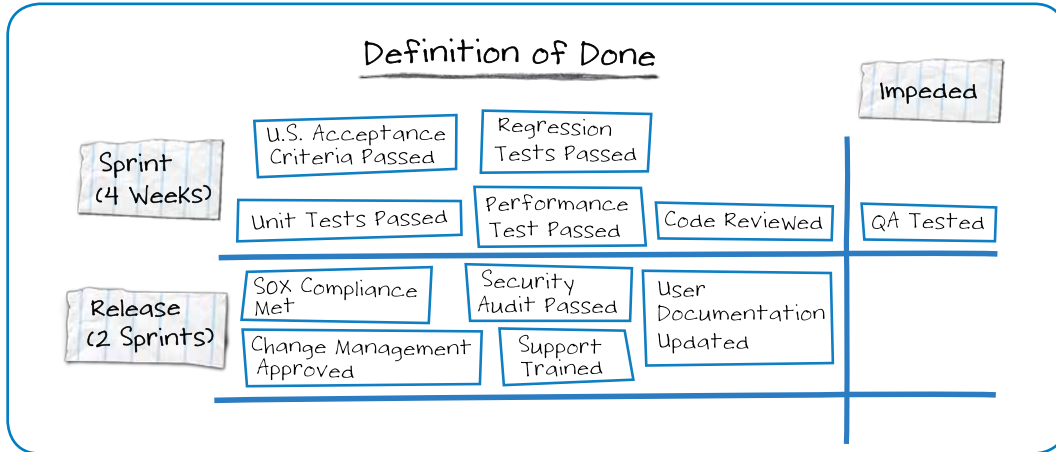 Definition of Done
Impeded
Sprint
(4 Weeks)
U.S. Acceptance
Criteria Passed
Regression
Tests Passed
Unit Tests Passed
Performance
Test Passed
Code Reviewed
QA Tested
Release
(2 Sprints)
SOX Compliance
Met
Security
Audit Passed
User
Documentation
Updated
Change Management
Approved
Support
Trained